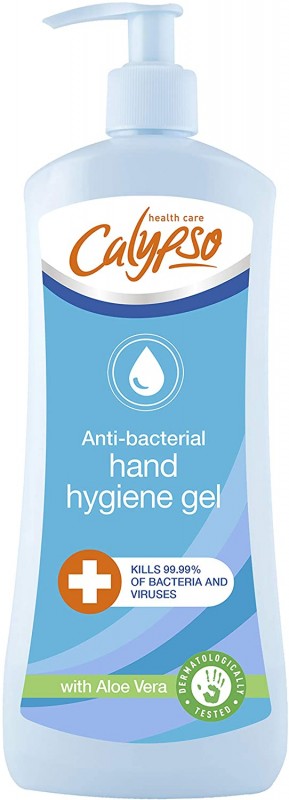 health care
Calypso
Anti-bacterial
hand
hygiene gel
KILLS 99.99%
OF BACTERIA AND
VIRUSES
with Aloe Vera
DERMATOLOGICALLY
TESTED